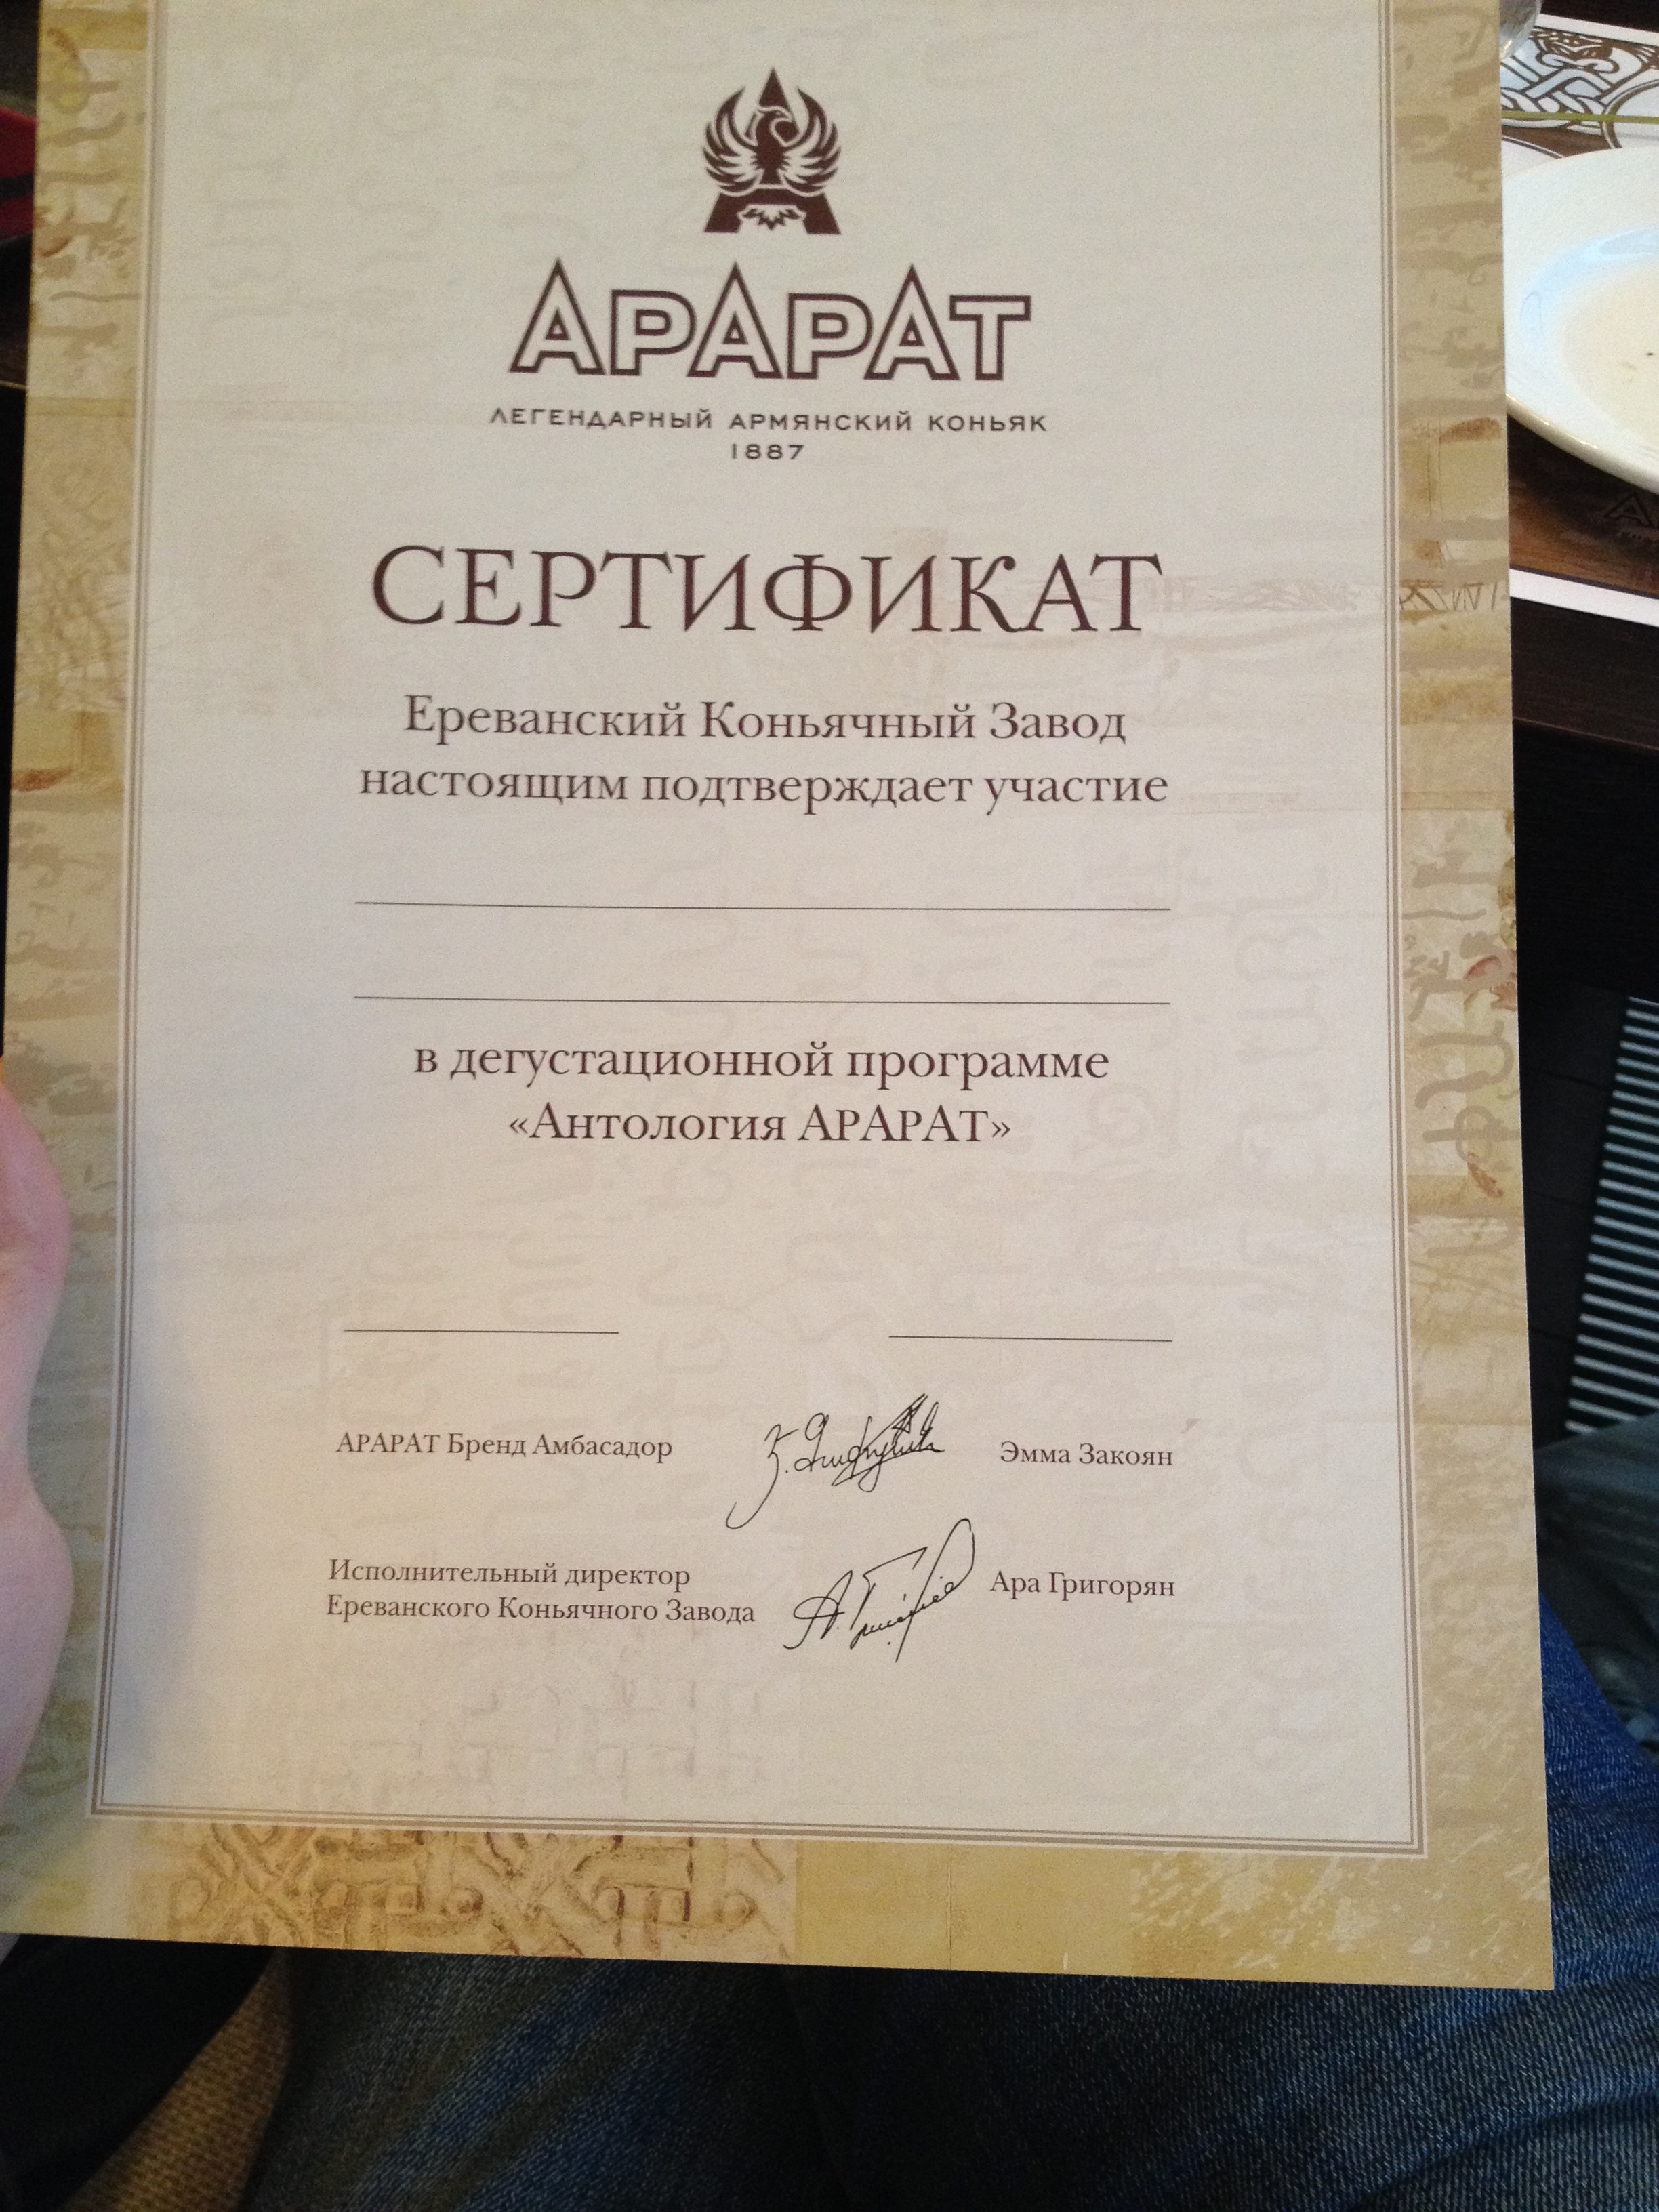 АРАРАТ
ЛЕГЕНДАРНЫЙ АРМЯНСКИЙ КОНЬЯК
1887
СЕРТИФИКАТ
Ереванский Коньячный Завод
настоящим подтверждает участие
в дегустационной программе
«Антология АРАРАТ»
АРАРАТ Бренд Амбасадор Эмма Закоян
Исполнительный директор
Ереванского Коньячного Завода Ара Григорян